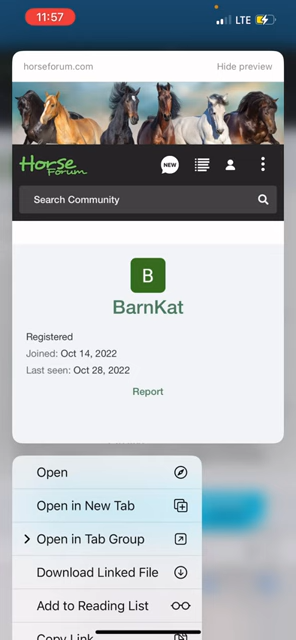 11:57
LTE
horseforum.com
Hide preview
Horse
Forum
NEW
Search Community
B
BarnKat
Registered
Joined: Oct 14, 2022
Last seen: Oct 28, 2022
Report
Open
Open in New Tab
Open in Tab Group
Download Linked File
Add to Reading List
Copy Link